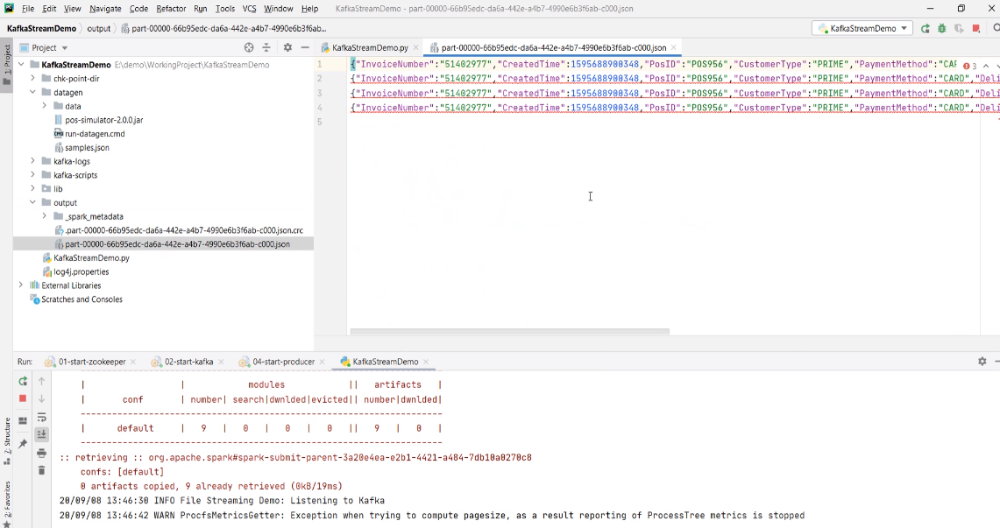 File Edit View Navigate Code Refactor Run Tools VCS Window Help KafkaStreamDemo - part-00000-66b95edc-da6a-442e-a4b7-4990e6b3f6ab-c000.json
KafkaStreamDemo output part-00000-66b95edc-da6a-442e-a4b7-4990e6b3f6ab... KafkaStreamDemo
1: Project
Project
KafkaStreamDemo.py part-00000-66b95edc-da6a-442e-a4b7-4990e6b3f6ab-c000.json
KafkaStreamDemo E:\demo\WorkingProject\KafkaStreamDemo
chk-point-dir
datagen
data
pos-simulator-2.0.0.jar
run-datagen.cmd
samples.json
kafka-logs
kafka-scripts
lib
output
_spark_metadata
.part-00000-66b95edc-da6a-442e-a4b7-4990e6b3f6ab-c000.json.crc
part-00000-66b95edc-da6a-442e-a4b7-4990e6b3f6ab-c000.json
KafkaStreamDemo.py
log4j.properties
External Libraries
Scratches and Consoles
1 {"InvoiceNumber":"51402977","CreatedTime":1595688900348,"PosID":"POS956","CustomerType":"PRIME","PaymentMethod":"CAR 3
2 {"InvoiceNumber":"51402977","CreatedTime":1595688900348,"PosID":"POS956","CustomerType":"PRIME","PaymentMethod":"CARD","Deli
3 {"InvoiceNumber":"51402977","CreatedTime":1595688900348,"PosID":"POS956","CustomerType":"PRIME","PaymentMethod":"CARD","Deli
4 {"InvoiceNumber":"51402977","CreatedTime":1595688900348,"PosID":"POS956","CustomerType":"PRIME","PaymentMethod":"CARD","Deli
5
Run: 01-start-zookeeper 02-start-kafka 04-start-producer KafkaStreamDemo
| | modules || artifacts |
| conf | number| search|dwnlded|evicted|| number|dwnlded|
---------------------------------------------------------------------
| default | 9 | 0 | 0 | 0 || 9 | 0 |
---------------------------------------------------------------------
:: retrieving :: org.apache.spark#spark-submit-parent-3a20e4ea-e2b1-4421-a484-7db10a0270c8
confs: [default]
0 artifacts copied, 9 already retrieved (0kB/19ms)
20/09/08 13:46:30 INFO File Streaming Demo: Listening to Kafka
20/09/08 13:46:42 WARN ProcfsMetricsGetter: Exception when trying to compute pagesize, as a result reporting of ProcessTree metrics is stopped
Z: Structure
2: Favorites